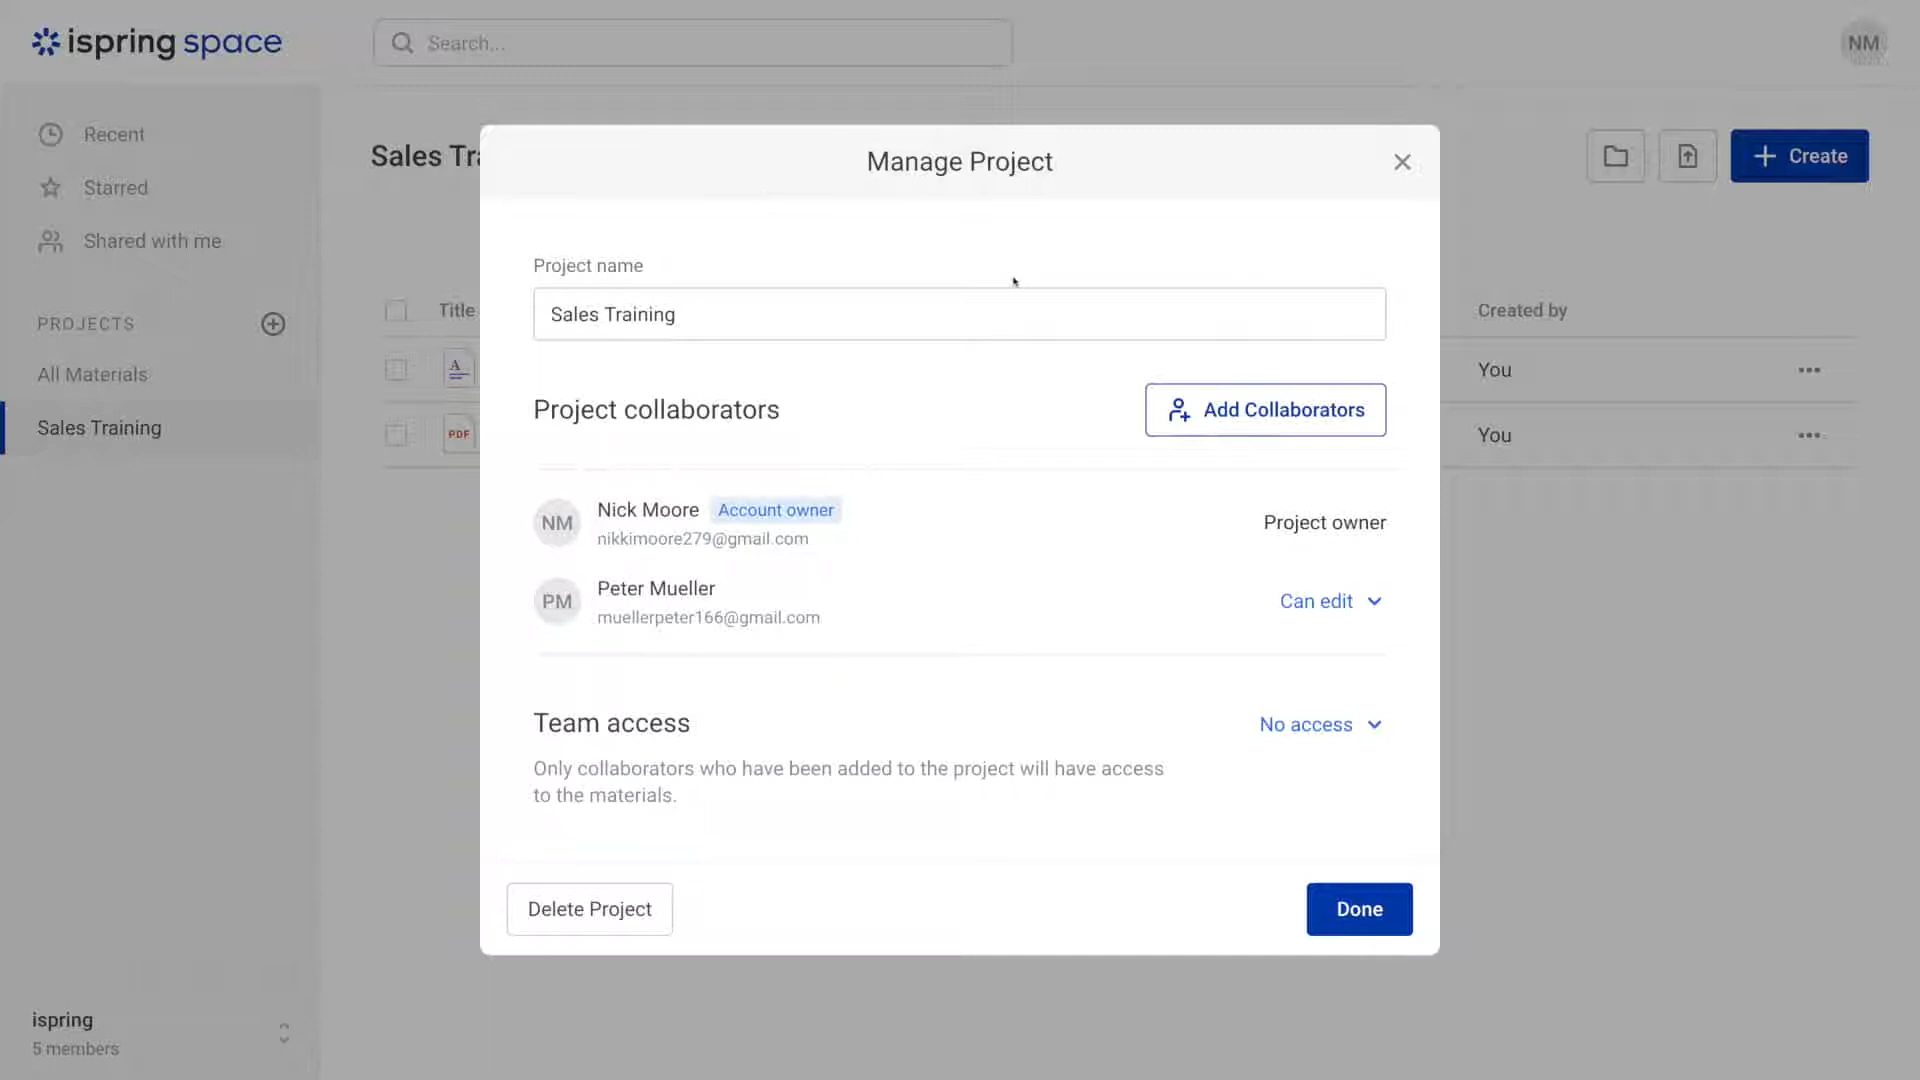 ispring space
Search...
NM
Recent
Starred
Shared with me
PROJECTS
All Materials
Sales Training
ispring
5 members
Sales Tr
Create
Title
Created by
A
You
PDF
You
Manage Project
Project name
Sales Training
Project collaborators
Add Collaborators
NM
Nick Moore Account owner
nikkimoore279@gmail.com
Project owner
PM
Peter Mueller
muellerpeter166@gmail.com
Can edit
Team access
No access
Only collaborators who have been added to the project will have access
to the materials.
Delete Project
Done